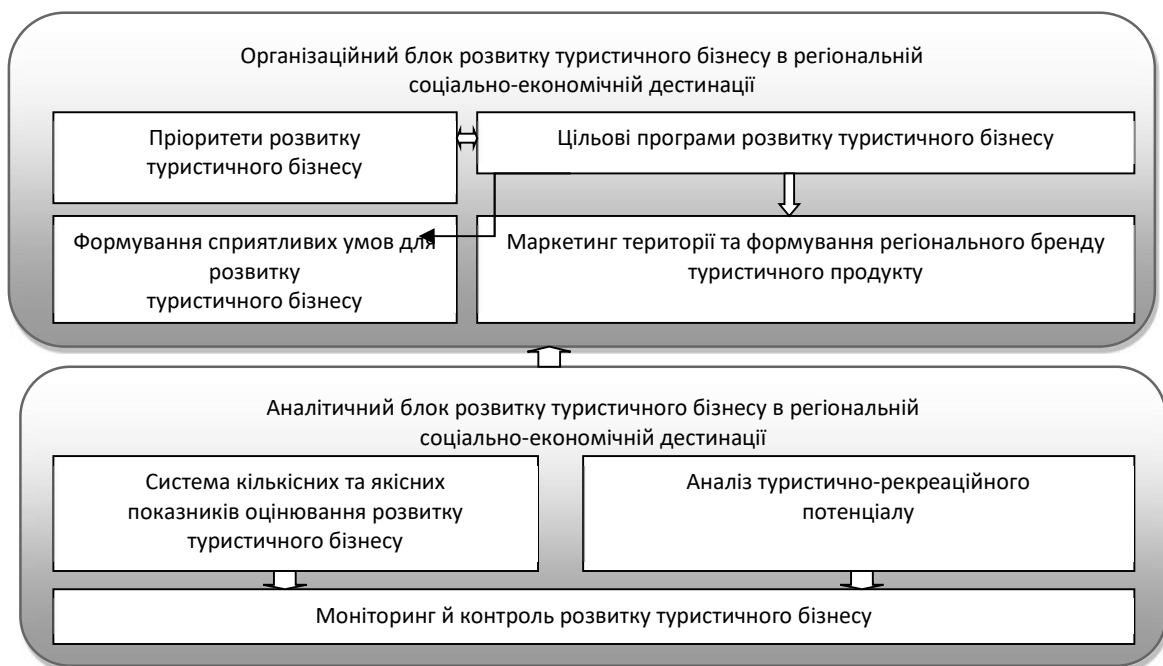 Організаційний блок розвитку туристичного бізнесу в регіональній
соціально-економічній дестинації
Пріоритети розвитку
туристичного бізнесу
Цільові програми розвитку туристичного бізнесу
Формування сприятливих умов для
розвитку
туристичного бізнесу
Маркетинг території та формування регіонального бренду
туристичного продукту
Аналітичний блок розвитку туристичного бізнесу в регіональній
соціально-економічній дестинації
Система кількісних та якісних
показників оцінювання розвитку
туристичного бізнесу
Аналіз туристично-рекреаційного
потенціалу
Моніторинг й контроль розвитку туристичного бізнесу